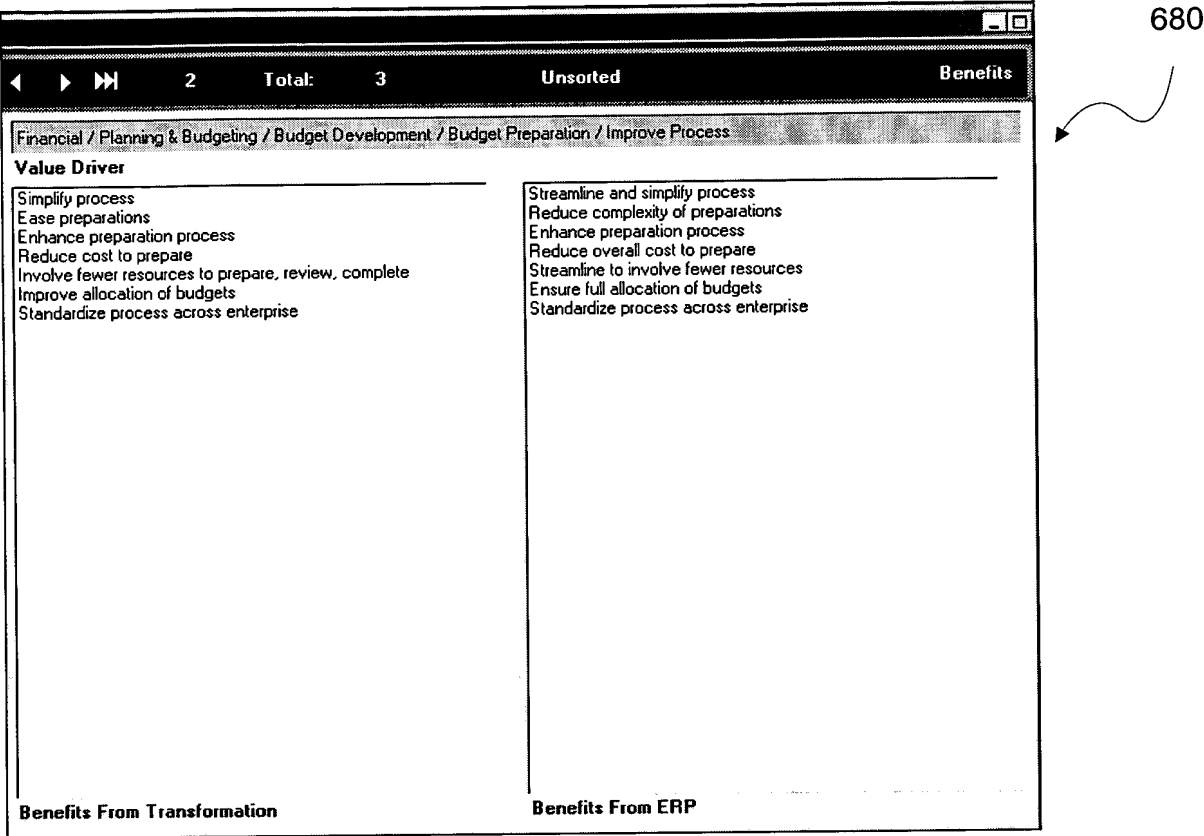 680
2 Total: 3 Unsorted Benefits
Financial / Planning & Budgeting / Budget Development / Budget Preparation / Improve Process
Value Driver
Simplify process
Ease preparations
Enhance preparation process
Reduce cost to prepare
Involve fewer resources to prepare, review, complete
Improve allocation of budgets
Standardize process across enterprise
Streamline and simplify process
Reduce complexity of preparations
Enhance preparation process
Reduce overall cost to prepare
Streamline to involve fewer resources
Ensure full allocation of budgets
Standardize process across enterprise
Benefits From Transformation
Benefits From ERP